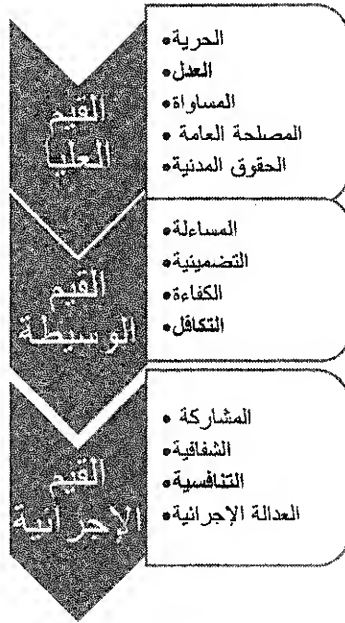 القيم
العليا
الحرية
العدل
المساواة
المصلحة العامة
الحقوق المدنية
القيم
الوسيطة
المساءلة
التضمينية
الكفاءة
التكافل
القيم
الإجرائية
المشاركة
الشفافية
التنافسية
العدالة الإجرائية